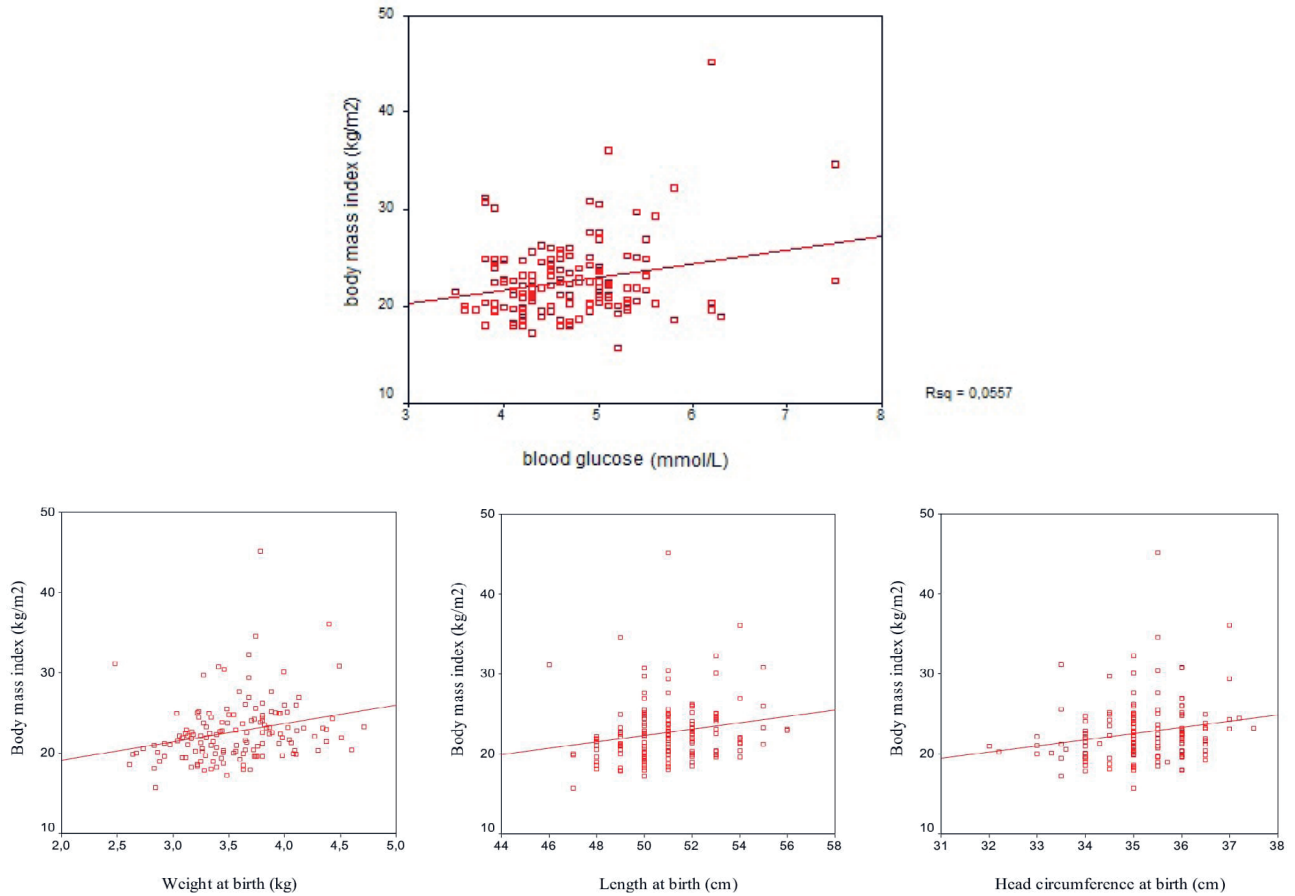 50
40
30
20
10
body mass index (kg/m2)
3 4 5 6 7 8
Rsq = 0,0557
blood glucose (mmol/L)
50
40
30
20
10
Body mass index (kg/m2)
2,0 2,5 3,0 3,5 4,0 4,5 5,0
Weight at birth (kg)
50
40
30
20
10
Body mass index (kg/m2)
44 46 48 50 52 54 56 58
Length at birth (cm)
50
40
30
20
10
Body mass index (kg/m2)
31 32 33 34 35 36 37 38
Head circumference at birth (cm)